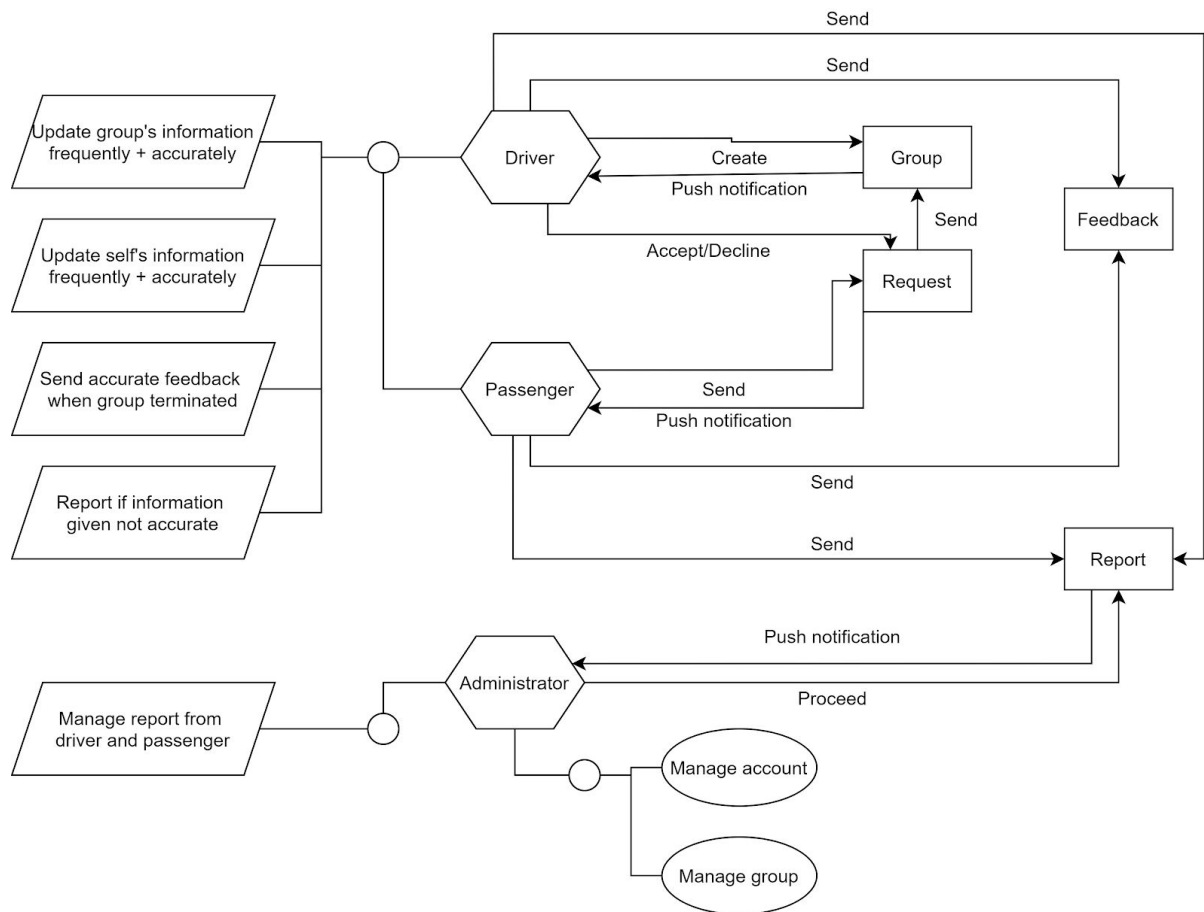 Send
Send
Update group's information
frequently + accurately
Driver
Create
Group
Push notification
Send
Feedback
Update self's information
frequently + accurately
Accept/Decline
Request
Send accurate feedback
when group terminated
Passenger
Send
Push notification
Send
Report if information
given not accurate
Send
Report
Push notification
Administrator
Proceed
Manage report from
driver and passenger
Manage account
Manage group